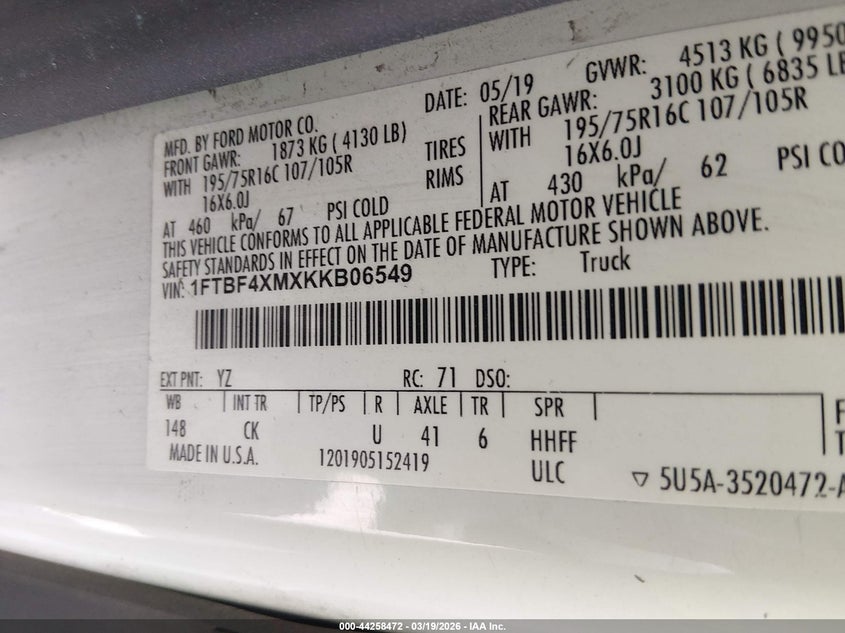 MFD. BY FORD MOTOR CO. DATE: 05/19 GVWR: 4513 KG ( 9950
FRONT GAWR: 1873 KG ( 4130 LB) REAR GAWR: 3100 KG ( 6835 LB
WITH 195/75R16C 107/105R TIRES WITH 195/75R16C 107/105R
16X6.0J RIMS 16X6.0J
AT 460 kPa/ 67 PSI COLD AT 430 kPa/ 62 PSI CO
THIS VEHICLE CONFORMS TO ALL APPLICABLE FEDERAL MOTOR VEHICLE
SAFETY STANDARDS IN EFFECT ON THE DATE OF MANUFACTURE SHOWN ABOVE.
VIN: 1FTBF4XMXKKB06549 TYPE: Truck
EXT PNT: YZ RC: 71 DSO:
WB INT TR TP/PS R AXLE TR SPR
148 CK U 41 6 HHFF
MADE IN U.S.A. 1201905152419 ULC
▽ 5U5A-3520472-A
000-44258472 - 03/19/2026 - IAA Inc.